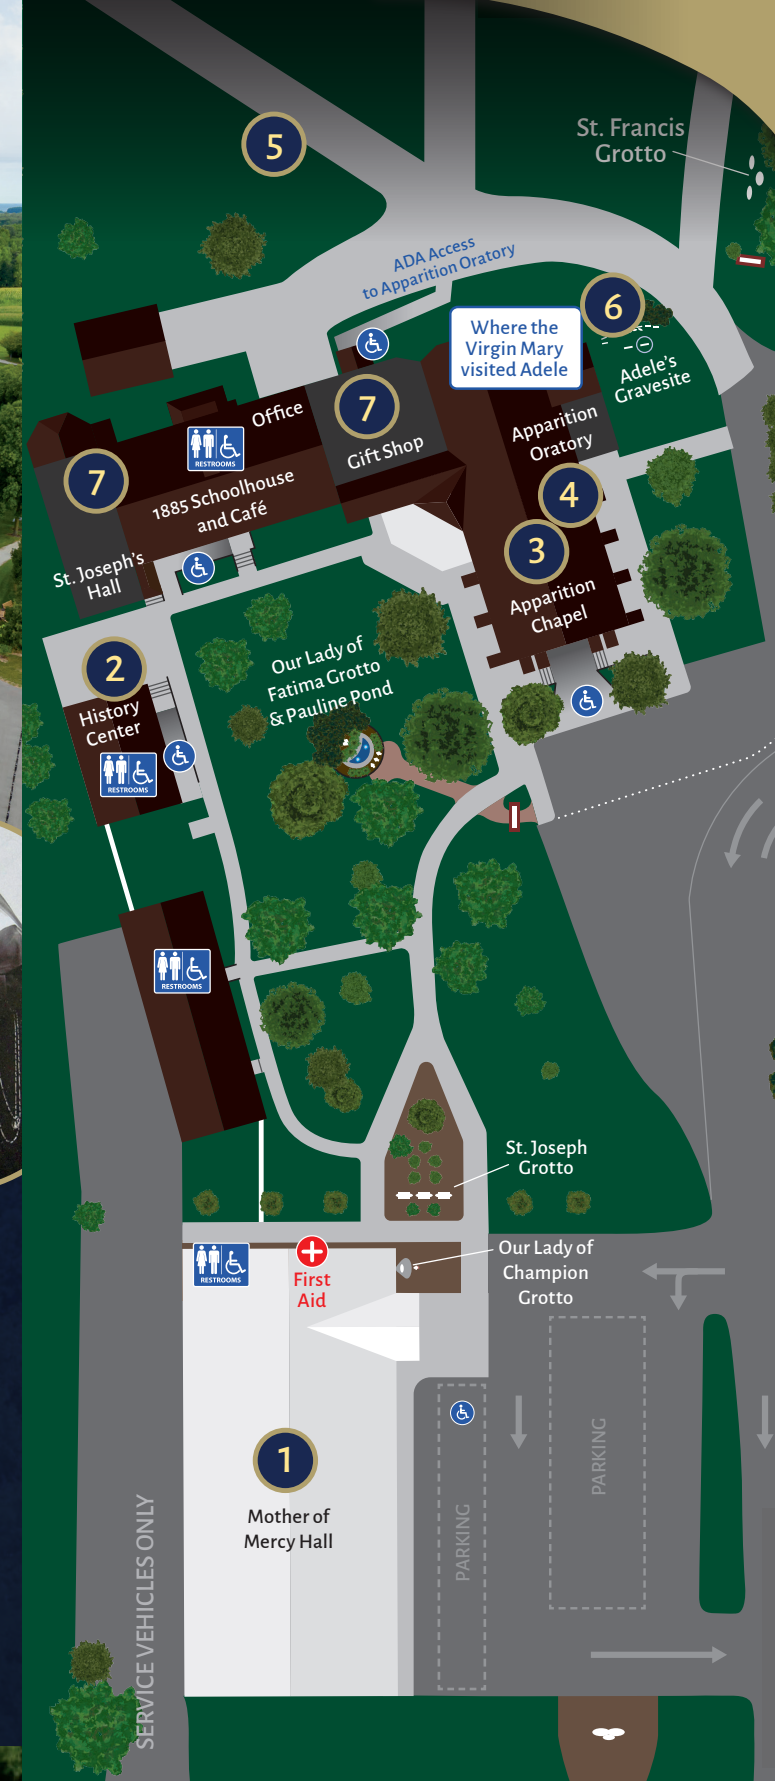 5
St. Francis
Grotto
ADA Access
to Apparition Oratory
6
Where the
Virgin Mary
visited Adele
Adele's
Gravesite
7
Office
Gift Shop
Apparition
Oratory
RESTROOMS
7
1885 Schoolhouse
and Café
4
3
St. Joseph's
Hall
Apparition
Chapel
2
Our Lady of
Fatima Grotto
& Pauline Pond
History
Center
RESTROOMS
RESTROOMS
St. Joseph
Grotto
RESTROOMS
First
Aid
Our Lady of
Champion
Grotto
1
Mother of
Mercy Hall
PARKING
PARKING
SERVICE VEHICLES ONLY